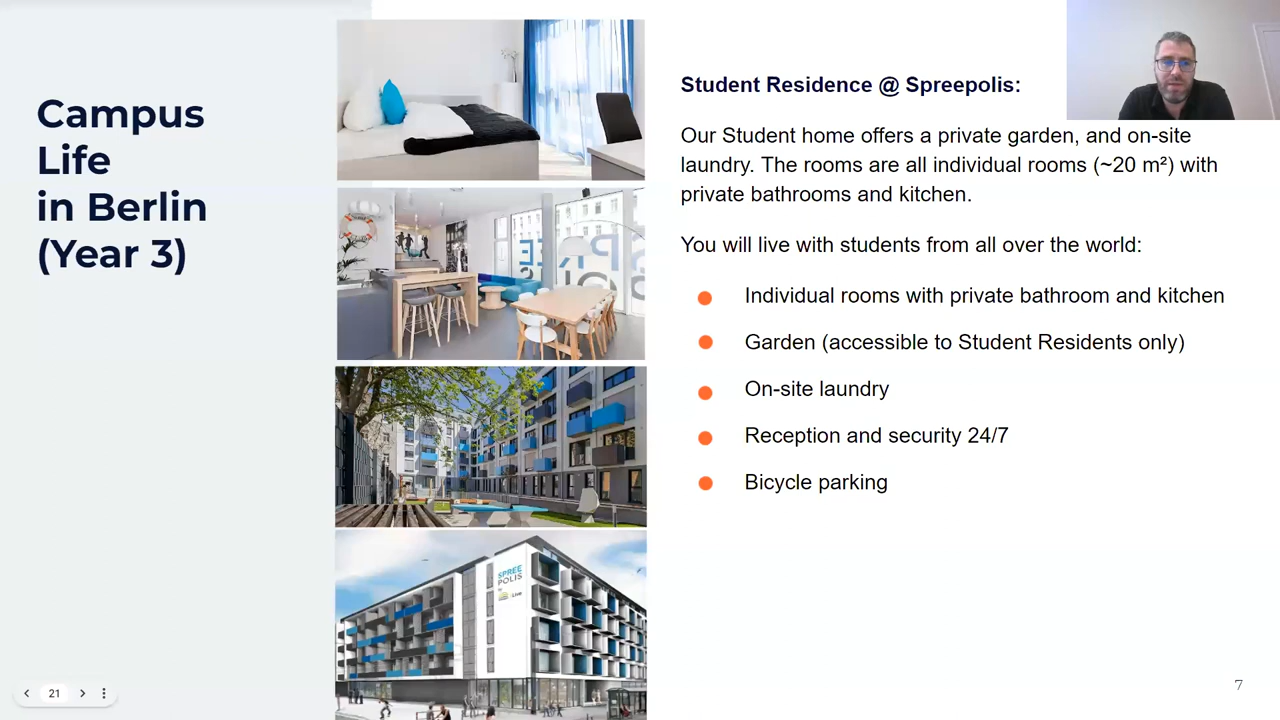 Campus
Life
in Berlin
(Year 3)
Student Residence @ Spreepolis:
Our Student home offers a private garden, and on-site
laundry. The rooms are all individual rooms (~20 m²) with
private bathrooms and kitchen.
You will live with students from all over the world:
Individual rooms with private bathroom and kitchen
Garden (accessible to Student Residents only)
On-site laundry
Reception and security 24/7
Bicycle parking
SPREE
POLIS
Live
21
7